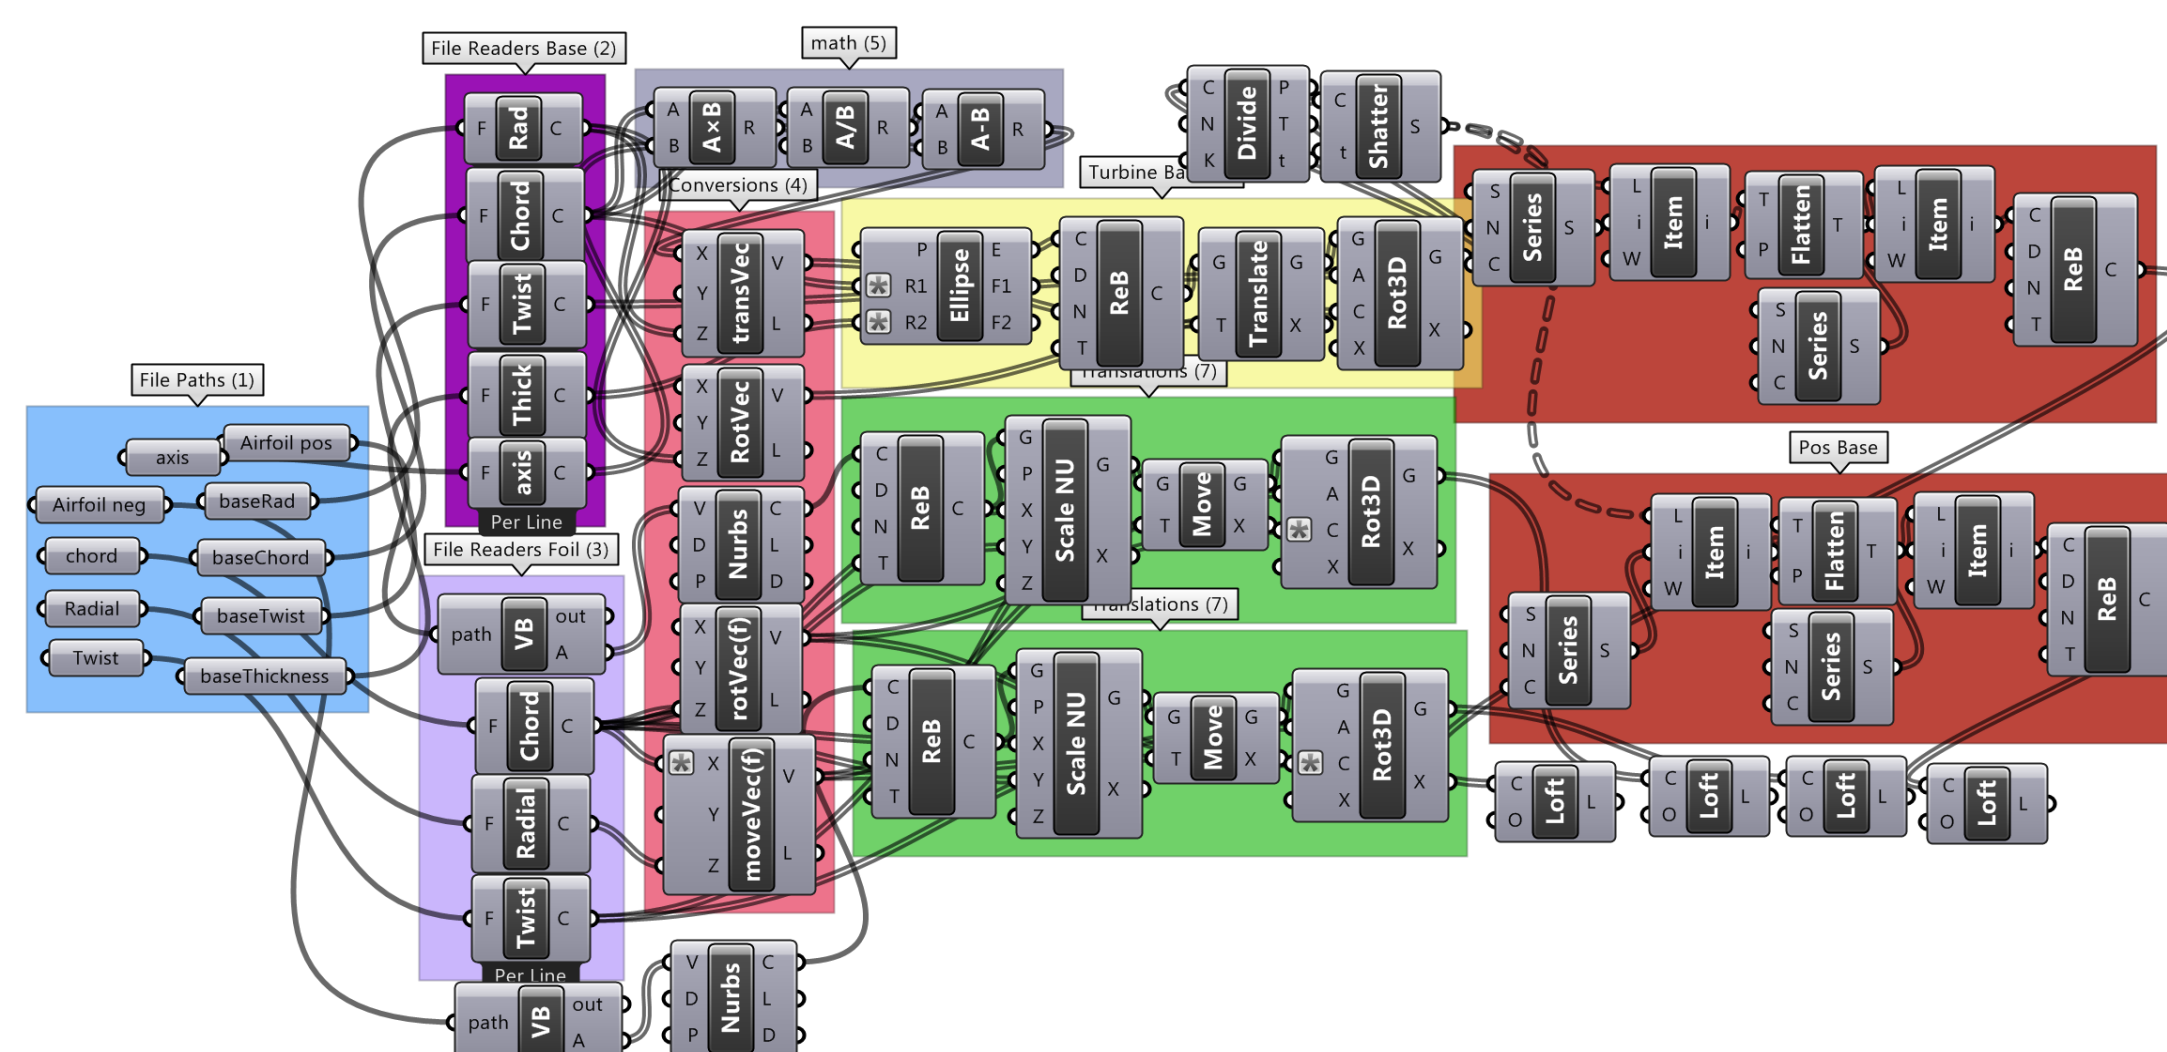 File Readers Base (2)
math (5)
F Rad C
F Chord C
F Twist C
F Thick C
F axis C
Per Line
A B A×B R
A B A/B R
A B A-B R
C N K Divide P T t
C t Shatter S
Conversions (4)
X Y Z transVec V L
X Y Z RotVec V L
V D P Nurbs C L D
X Y Z rotVec(f) V L
X Y Z moveVec(f) V L
Turbine Ba
P R1 R2 Ellipse E F1 F2
C D N T ReB C
G T Translate G X
G A C X Rot3D G X
S N C Series S
L i W Item i
T P Flatten T
L i W Item i
C D N T ReB C
S N C Series S
File Paths (1)
axis
Airfoil pos
Airfoil neg
baseRad
chord
baseChord
Radial
baseTwist
Twist
baseThickness
File Readers Foil (3)
path VB out A
F Chord C
F Radial C
F Twist C
Per Line
path VB out A
V D P Nurbs C L D
Translations (7)
C D N T ReB C
G P X Y Z Scale NU G X
G T Move G X
G A C X Rot3D G X
Translations (7)
C D N T ReB C
G P X Y Z Scale NU G X
G T Move G X
G A C X Rot3D G X
Pos Base
S N C Series S
L i W Item i
T P Flatten T
L i W Item i
C D N T ReB C
S N C Series S
C O Loft L
C O Loft L
C O Loft L
C O Loft L